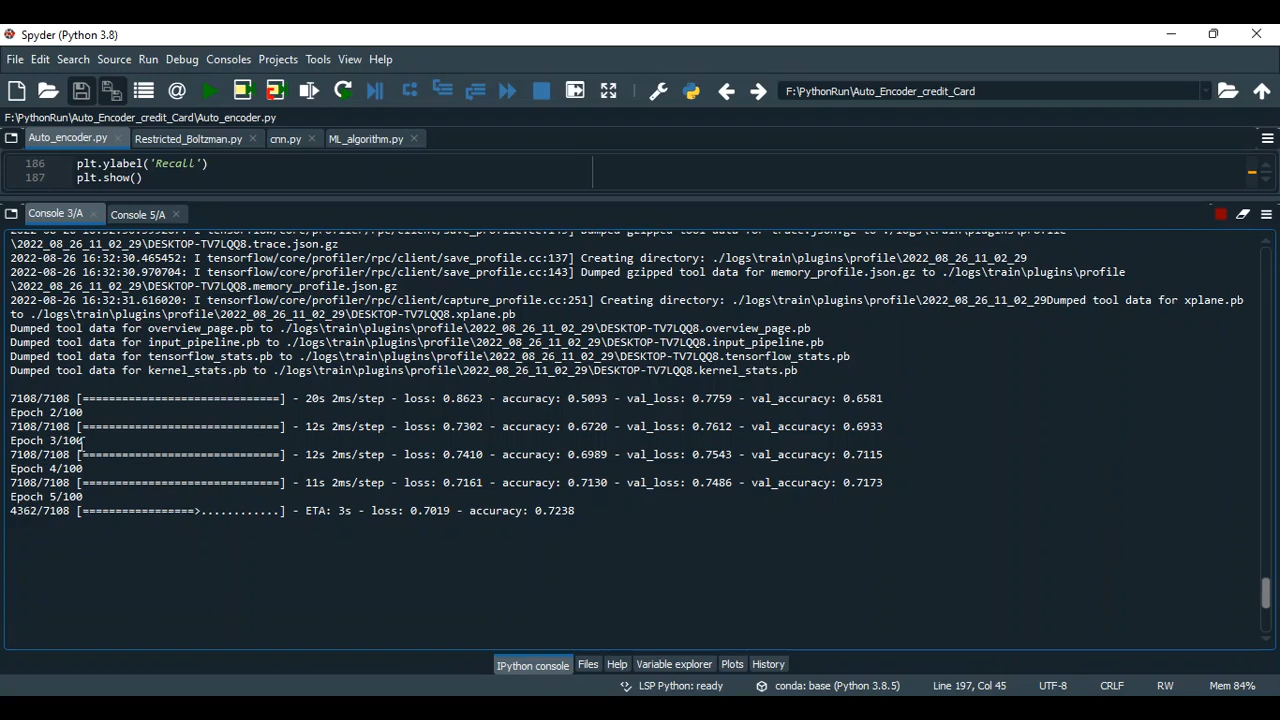 Spyder (Python 3.8)
File Edit Search Source Run Debug Consoles Projects Tools View Help
F:\PythonRun\Auto_Encoder_credit_Card
F:\PythonRun\Auto_Encoder_credit_Card\Auto_encoder.py
Auto_encoder.py Restricted_Boltzman.py cnn.py ML_algorithm.py
186 plt.ylabel('Recall')
187 plt.show()
Console 3/A Console 5/A
\2022_08_26_11_02_29\DESKTOP-TV7LQQ8.trace.json.gz
2022-08-26 16:32:30.465452: I tensorflow/core/profiler/rpc/client/save_profile.cc:137] Creating directory: ./logs\train\plugins\profile\2022_08_26_11_02_29
2022-08-26 16:32:30.970704: I tensorflow/core/profiler/rpc/client/save_profile.cc:143] Dumped gzipped tool data for memory_profile.json.gz to ./logs\train\plugins\profile
\2022_08_26_11_02_29\DESKTOP-TV7LQQ8.memory_profile.json.gz
2022-08-26 16:32:31.616020: I tensorflow/core/profiler/rpc/client/capture_profile.cc:251] Creating directory: ./logs\train\plugins\profile\2022_08_26_11_02_29Dumped tool data for xplane.pb
to ./logs\train\plugins\profile\2022_08_26_11_02_29\DESKTOP-TV7LQQ8.xplane.pb
Dumped tool data for overview_page.pb to ./logs\train\plugins\profile\2022_08_26_11_02_29\DESKTOP-TV7LQQ8.overview_page.pb
Dumped tool data for input_pipeline.pb to ./logs\train\plugins\profile\2022_08_26_11_02_29\DESKTOP-TV7LQQ8.input_pipeline.pb
Dumped tool data for tensorflow_stats.pb to ./logs\train\plugins\profile\2022_08_26_11_02_29\DESKTOP-TV7LQQ8.tensorflow_stats.pb
Dumped tool data for kernel_stats.pb to ./logs\train\plugins\profile\2022_08_26_11_02_29\DESKTOP-TV7LQQ8.kernel_stats.pb
7108/7108 [==============================] - 20s 2ms/step - loss: 0.8623 - accuracy: 0.5093 - val_loss: 0.7759 - val_accuracy: 0.6581
Epoch 2/100
7108/7108 [==============================] - 12s 2ms/step - loss: 0.7302 - accuracy: 0.6720 - val_loss: 0.7612 - val_accuracy: 0.6933
Epoch 3/100
7108/7108 [==============================] - 12s 2ms/step - loss: 0.7410 - accuracy: 0.6989 - val_loss: 0.7543 - val_accuracy: 0.7115
Epoch 4/100
7108/7108 [==============================] - 11s 2ms/step - loss: 0.7161 - accuracy: 0.7130 - val_loss: 0.7486 - val_accuracy: 0.7173
Epoch 5/100
4362/7108 [=================>............] - ETA: 3s - loss: 0.7019 - accuracy: 0.7238
IPython console Files Help Variable explorer Plots History
LSP Python: ready conda: base (Python 3.8.5) Line 197, Col 45 UTF-8 CRLF RW Mem 84%